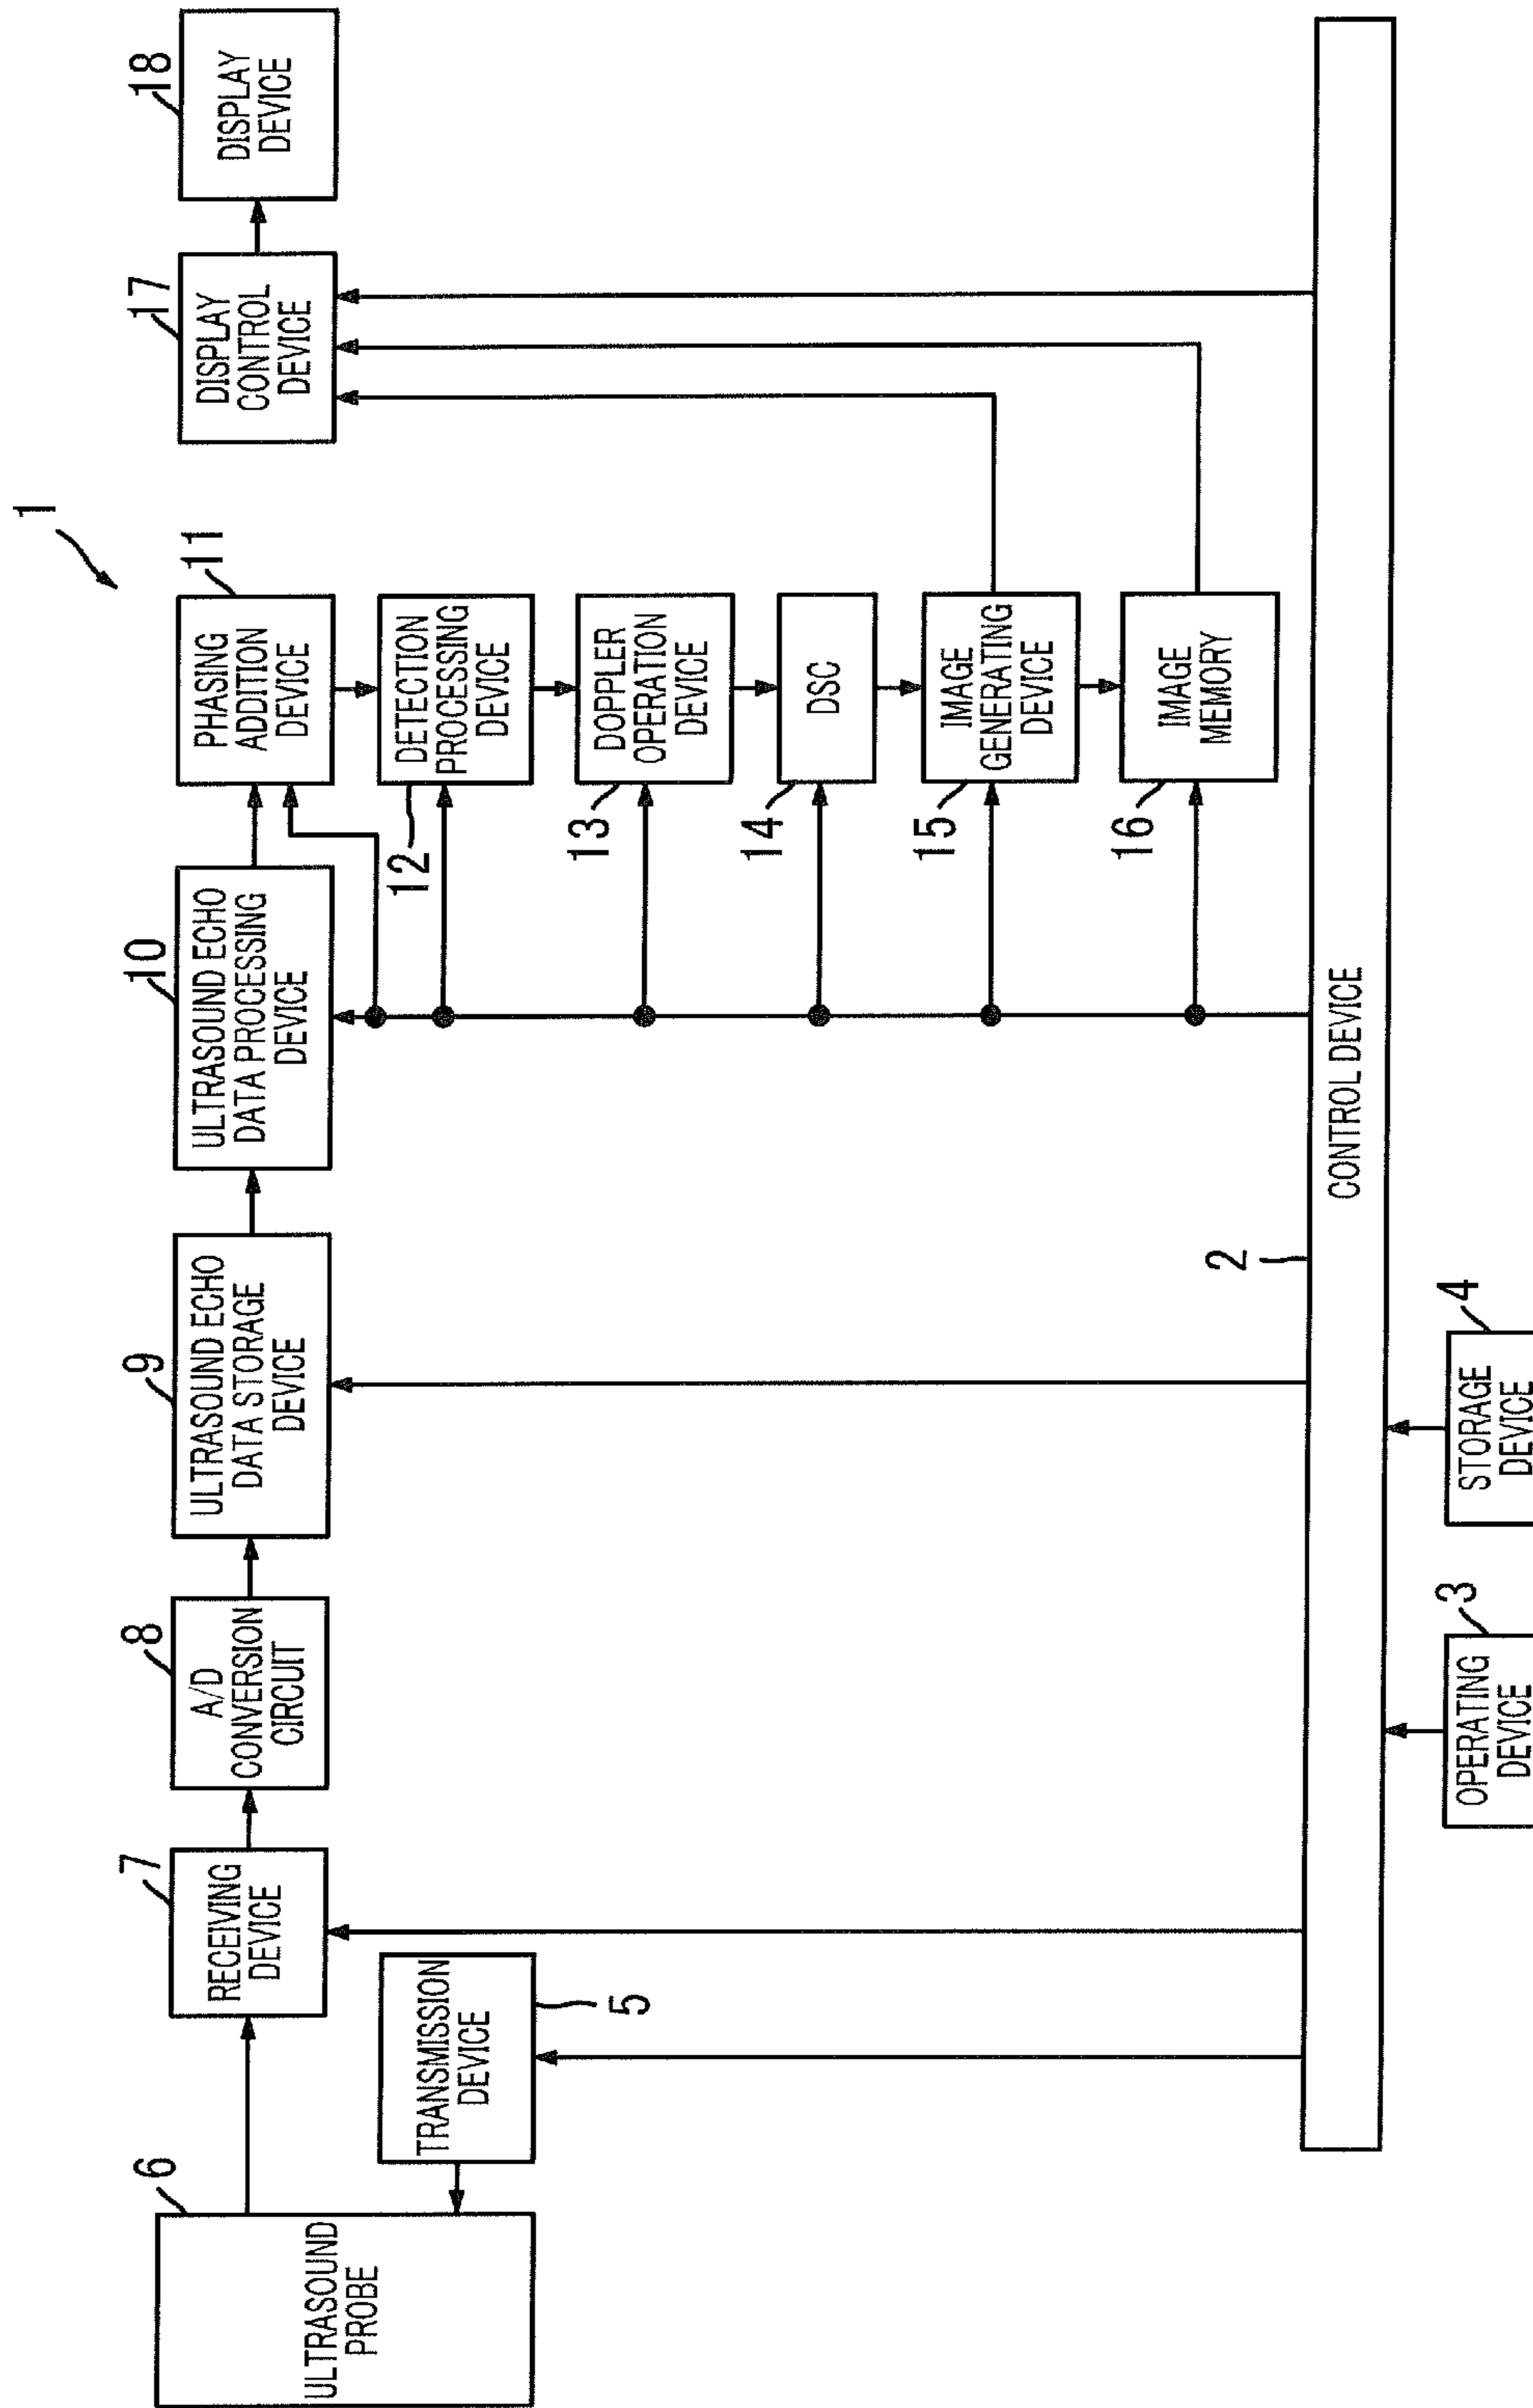 1
6
ULTRASOUND
PROBE
TRANSMISSION
DEVICE
5
7
RECEIVING
DEVICE
8
A/D
CONVERSION
CIRCUIT
9
ULTRASOUND ECHO
DATA STORAGE
DEVICE
10
ULTRASOUND ECHO
DATA PROCESSING
DEVICE
11
PHASING
ADDITION
DEVICE
12
DETECTION
PROCESSING
DEVICE
13
DOPPLER
OPERATION
DEVICE
14
DSC
15
IMAGE
GENERATING
DEVICE
16
IMAGE
MEMORY
17
DISPLAY
CONTROL
DEVICE
18
DISPLAY
DEVICE
2
CONTROL DEVICE
3
OPERATING
DEVICE
4
STORAGE
DEVICE